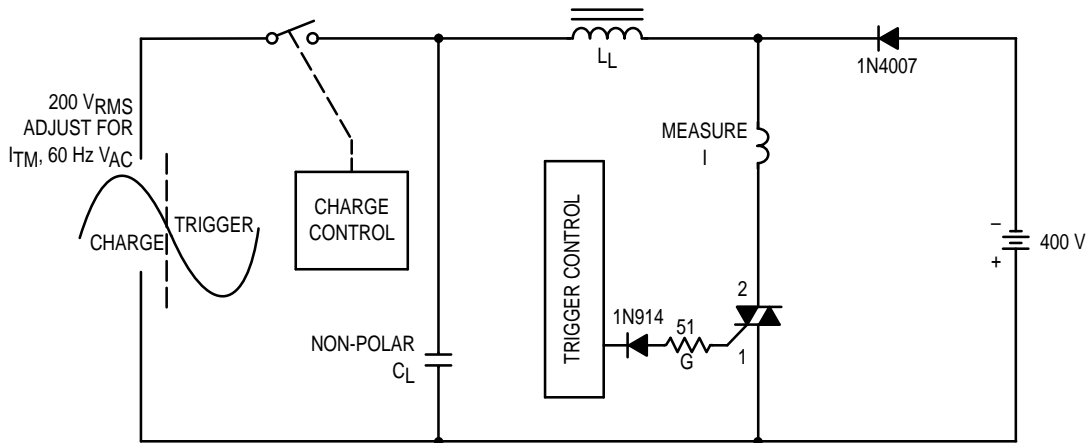 200 VRMS
ADJUST FOR
ITM, 60 Hz VAC
CHARGE
TRIGGER
CHARGE
CONTROL
NON-POLAR
CL
LL
MEASURE
I
TRIGGER CONTROL
1N914
51
G
2
1
1N4007
–
+
400 V